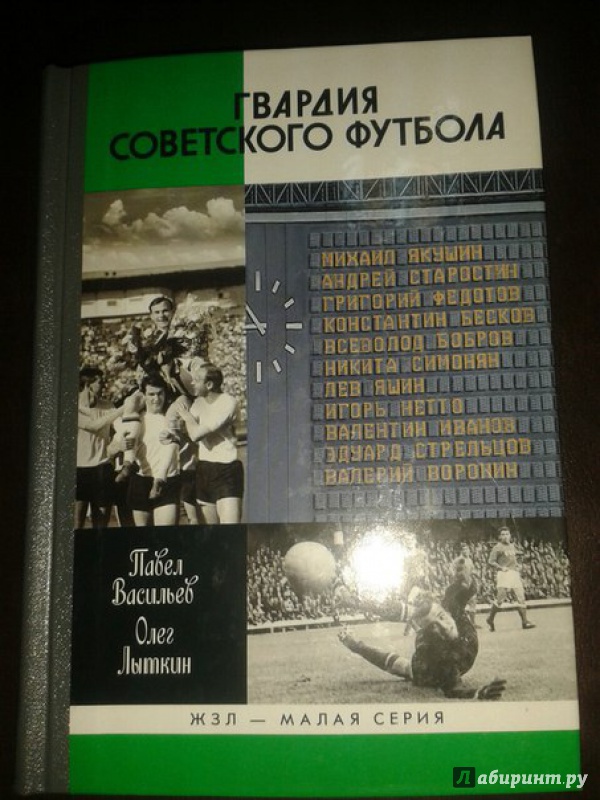 ГВАРДИЯ
СОВЕТСКОГО ФУТБОЛА
МИХАИЛ ЯКУШИН
АНДРЕЙ СТАРОСТИН
ГРИГОРИЙ ФЕДОТОВ
КОНСТАНТИН БЕСКОВ
ВСЕВОЛОД БОБРОВ
НИКИТА СИМОНЯН
ЛЕВ ЯШИН
ИГОРЬ НЕТТО
ВАЛЕНТИН ИВАНОВ
ЭДУАРД СТРЕЛЬЦОВ
ВАЛЕРИЙ ВОРОНИН
Павел
Васильев
Олег
Лыткин
ЖЗЛ — МАЛАЯ СЕРИЯ
Лабиринт.ру